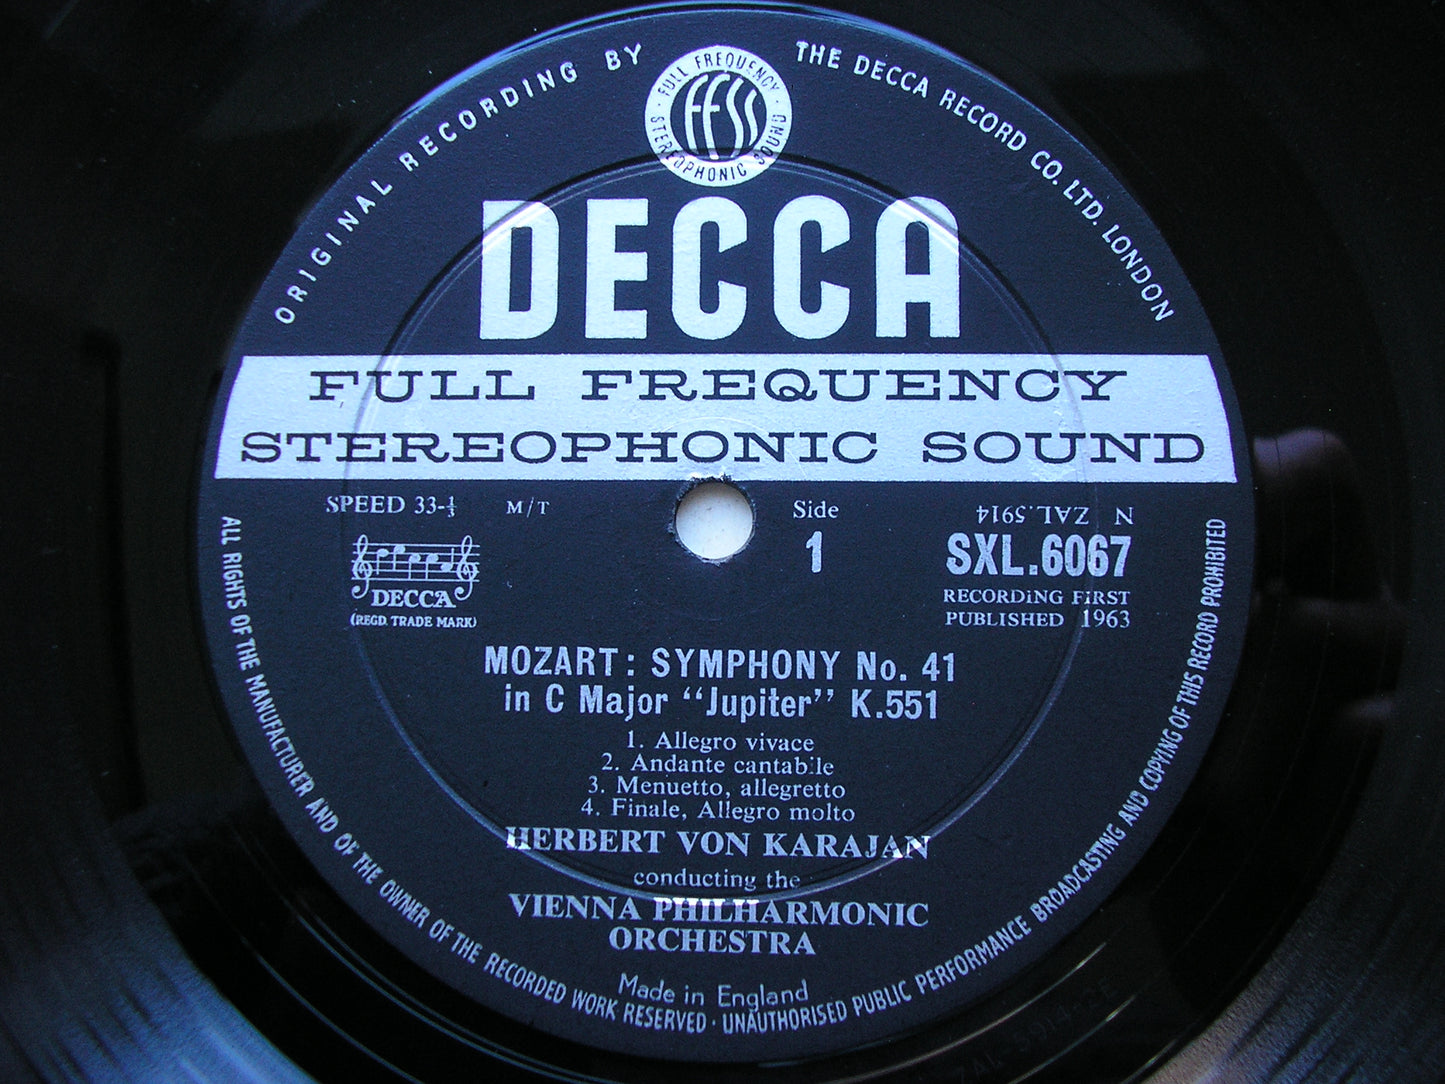 ORIGINAL RECORDING BY THE DECCA RECORD CO. LTD. LONDON
FULL FREQUENCY STEREOPHONIC SOUND
FFSS
DECCA
FULL FREQUENCY
STEREOPHONIC SOUND
SPEED 33-⅓ M/T Side N ZAL.5914
1 SXL.6067
DECCA
(REGD. TRADE MARK)
RECORDING FIRST
PUBLISHED 1963
MOZART: SYMPHONY No. 41
in C Major "Jupiter" K.551
1. Allegro vivace
2. Andante cantabile
3. Menuetto, allegretto
4. Finale, Allegro molto
HERBERT VON KARAJAN
conducting the
VIENNA PHILHARMONIC
ORCHESTRA
Made in England
ALL RIGHTS OF THE MANUFACTURER AND OF THE OWNER OF THE RECORDED WORK RESERVED · UNAUTHORISED PUBLIC PERFORMANCE BROADCASTING AND COPYING OF THIS RECORD PROHIBITED